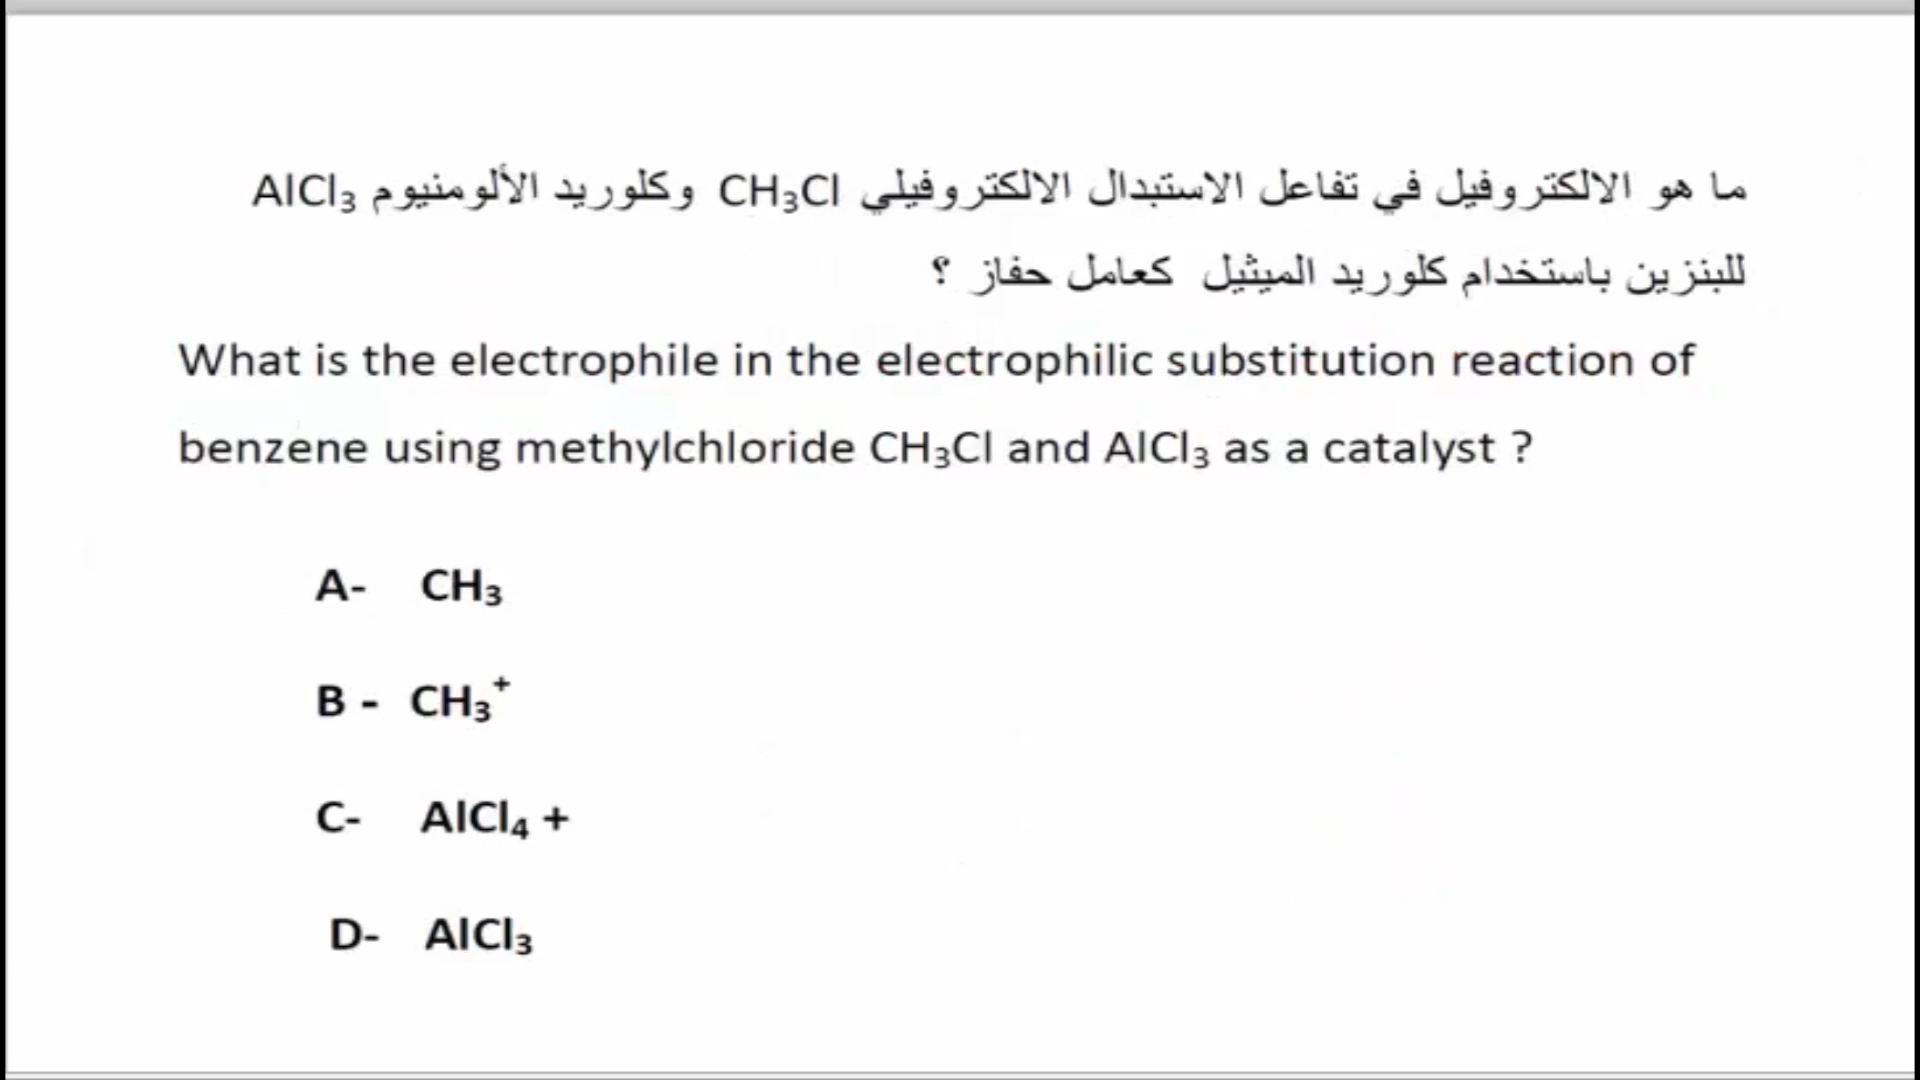 ما هو الالكتروفيل في تفاعل الاستبدال الالكتروفيلي CH₃Cl وكلوريد الألومنيوم AlCl₃
للبنزين باستخدام كلوريد الميثيل كعامل حفاز ؟
What is the electrophile in the electrophilic substitution reaction of
benzene using methylchloride CH₃Cl and AlCl₃ as a catalyst ?
A- CH₃
B - CH₃⁺
C- AlCl₄ +
D- AlCl₃